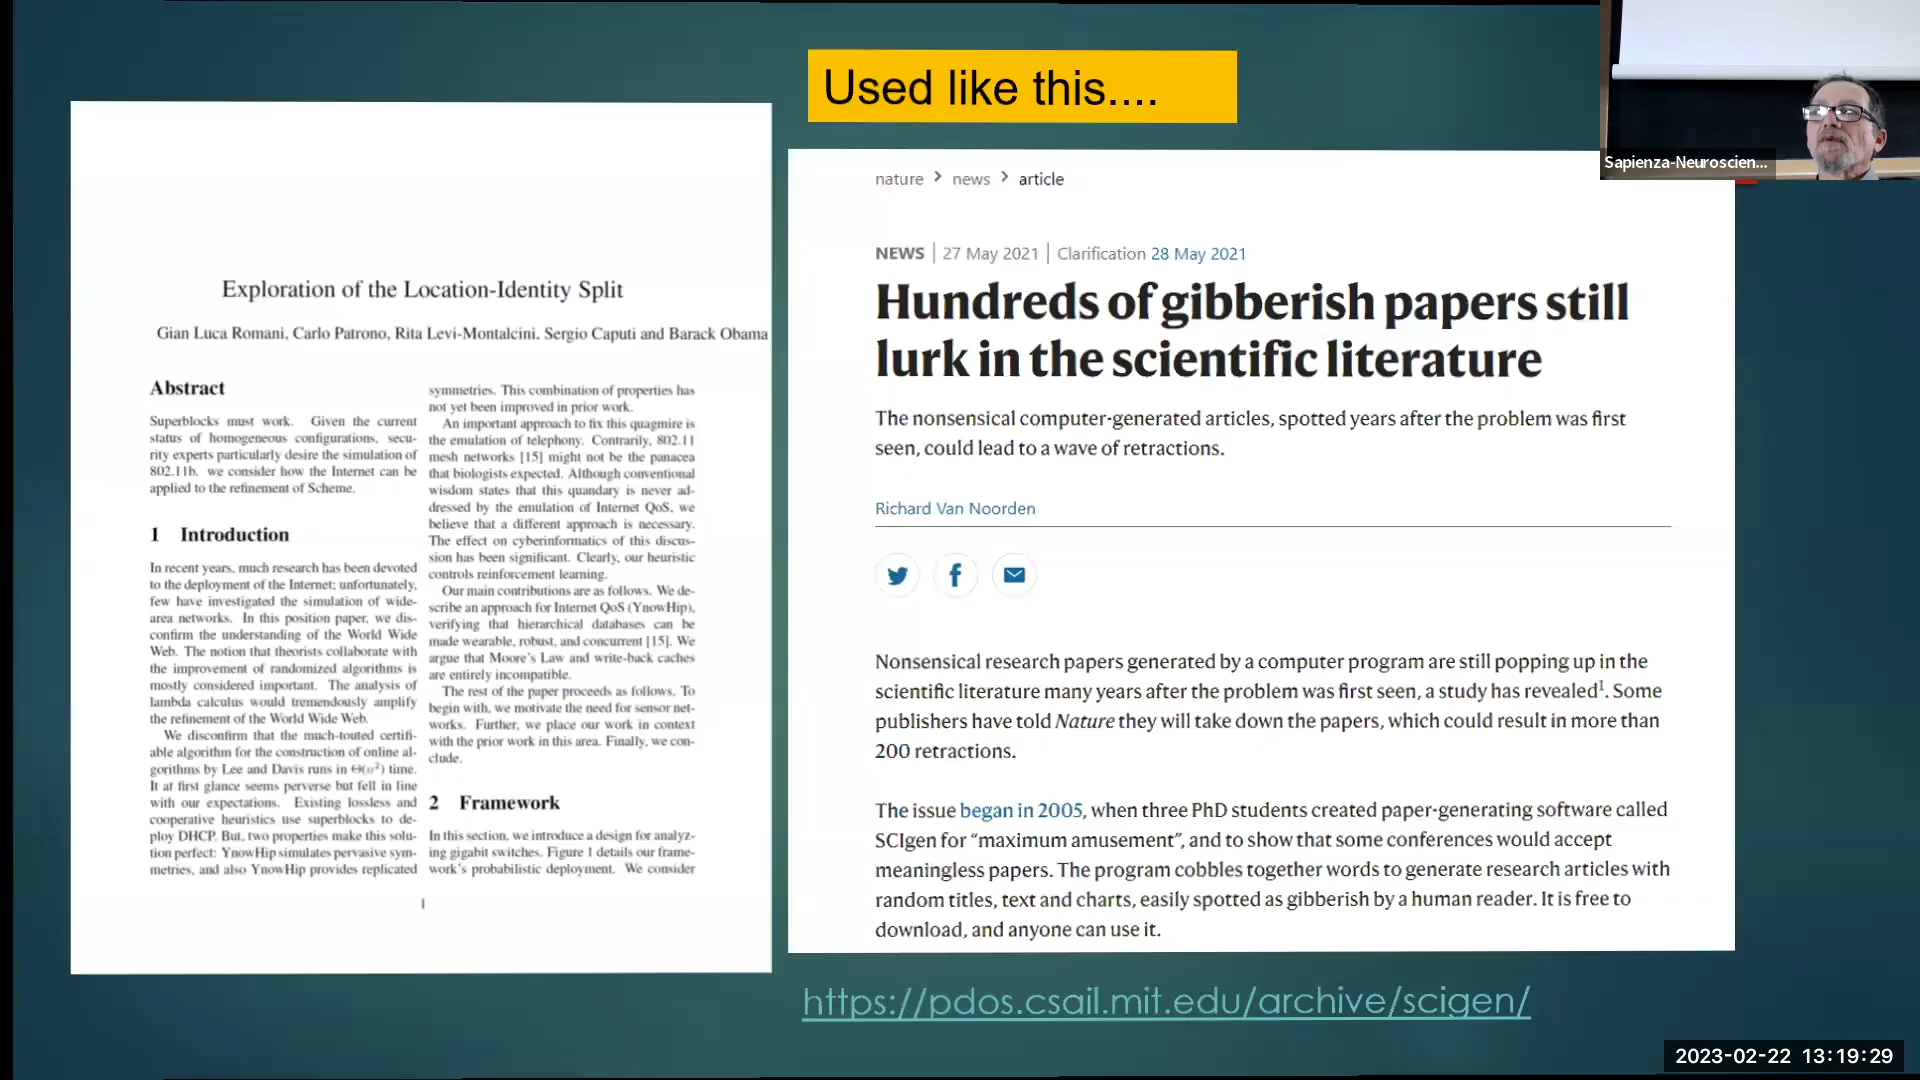 Used like this....
Exploration of the Location-Identity Split
Gian Luca Romani, Carlo Patrono, Rita Levi-Montalcini, Sergio Caputi and Barack Obama
Abstract
Superblocks must work. Given the current
status of homogeneous configurations, secu-
rity experts particularly desire the simulation of
802.11b. we consider how the Internet can be
applied to the refinement of Scheme.
1 Introduction
In recent years, much research has been devoted
to the deployment of the Internet; unfortunately,
few have investigated the simulation of wide-
area networks. In this position paper, we dis-
confirm the understanding of the World Wide
Web. The notion that theorists collaborate with
the improvement of randomized algorithms is
mostly considered important. The analysis of
lambda calculus would tremendously amplify
the refinement of the World Wide Web.
We disconfirm that the much-touted certifi-
able algorithm for the construction of online al-
gorithms by Lee and Davis runs in Θ(n²) time.
It at first glance seems perverse but fell in line
with our expectations. Existing lossless and
cooperative heuristics use superblocks to de-
ploy DHCP. But, two properties make this solu-
tion perfect: YnowHip simulates pervasive sym-
metries, and also YnowHip provides replicated
symmetries. This combination of properties has
not yet been improved in prior work.
An important approach to fix this quagmire is
the emulation of telephony. Contrarily, 802.11
mesh networks [15] might not be the panacea
that biologists expected. Although conventional
wisdom states that this quandary is never ad-
dressed by the emulation of Internet QoS, we
believe that a different approach is necessary.
The effect on cyberinformatics of this discus-
sion has been significant. Clearly, our heuristic
controls reinforcement learning.
Our main contributions are as follows. We de-
scribe an approach for Internet QoS (YnowHip),
verifying that hierarchical databases can be
made wearable, robust, and concurrent [15]. We
argue that Moore's Law and write-back caches
are entirely incompatible.
The rest of the paper proceeds as follows. To
begin with, we motivate the need for sensor net-
works. Further, we place our work in context
with the prior work in this area. Finally, we con-
clude.
2 Framework
In this section, we introduce a design for analyz-
ing gigabit switches. Figure 1 details our frame-
work's probabilistic deployment. We consider
1
nature > news > article
NEWS | 27 May 2021 | Clarification 28 May 2021
Hundreds of gibberish papers still
lurk in the scientific literature
The nonsensical computer-generated articles, spotted years after the problem was first
seen, could lead to a wave of retractions.
Richard Van Noorden
Nonsensical research papers generated by a computer program are still popping up in the
scientific literature many years after the problem was first seen, a study has revealed¹. Some
publishers have told Nature they will take down the papers, which could result in more than
200 retractions.
The issue began in 2005, when three PhD students created paper-generating software called
SCIgen for “maximum amusement”, and to show that some conferences would accept
meaningless papers. The program cobbles together words to generate research articles with
random titles, text and charts, easily spotted as gibberish by a human reader. It is free to
download, and anyone can use it.
https://pdos.csail.mit.edu/archive/scigen/
Sapienza-Neuroscien...
2023-02-22 13:19:29